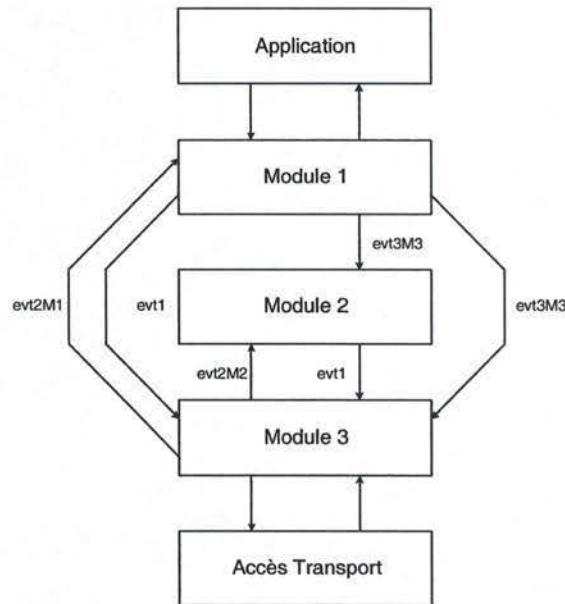 Application
Module 1
evt3M3
evt2M1
evt1
Module 2
evt3M3
evt2M2
evt1
Module 3
Accès Transport